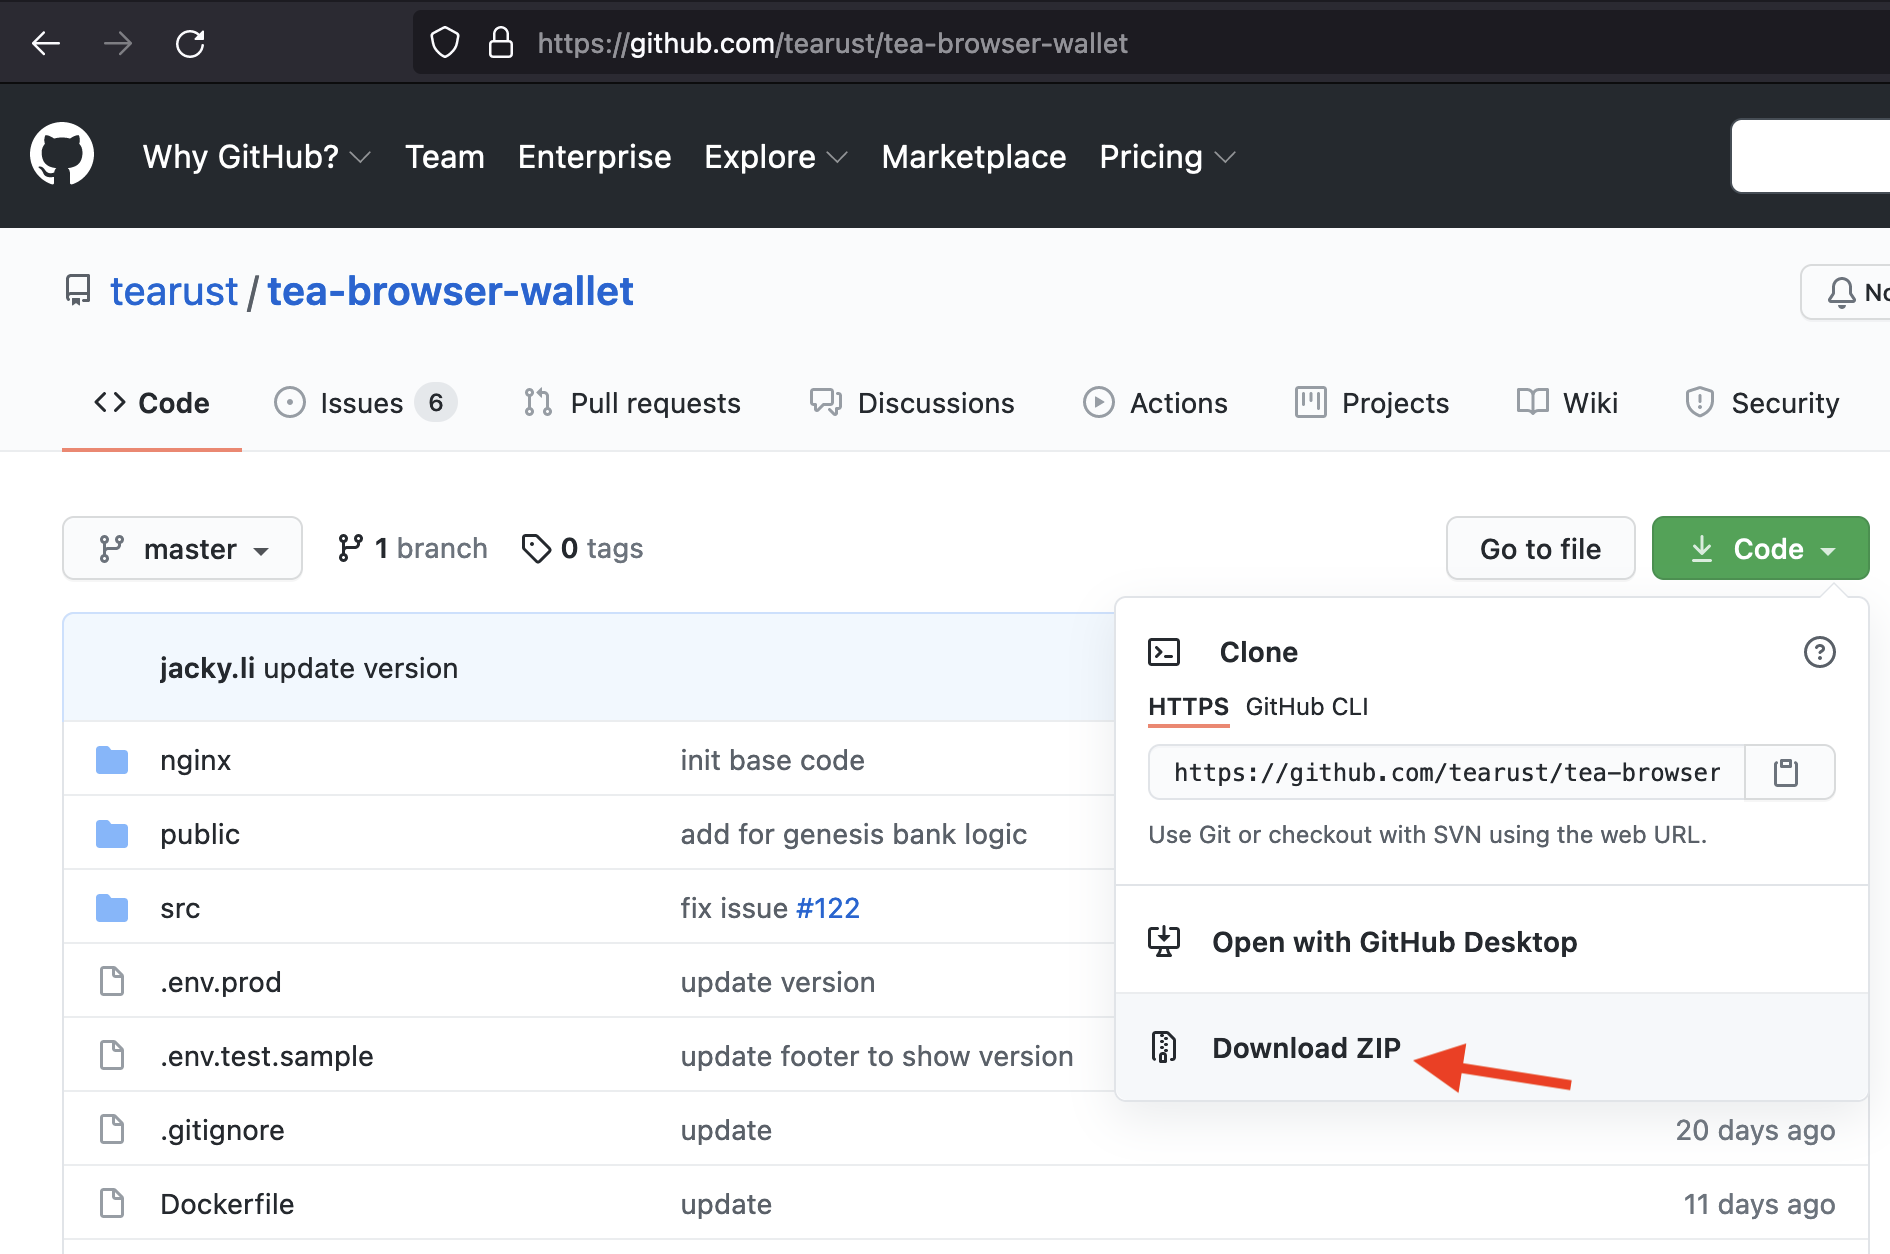 https://github.com/tearust/tea-browser-wallet
Why GitHub? Team Enterprise Explore Marketplace Pricing
tearust / tea-browser-wallet
Code Issues 6 Pull requests Discussions Actions Projects Wiki Security
master 1 branch 0 tags Go to file Code
jacky.li update version
Clone
HTTPS GitHub CLI
https://github.com/tearust/tea-browser
Use Git or checkout with SVN using the web URL.
Open with GitHub Desktop
Download ZIP
nginx init base code
public add for genesis bank logic
src fix issue #122
.env.prod update version
.env.test.sample update footer to show version
.gitignore update 20 days ago
Dockerfile update 11 days ago